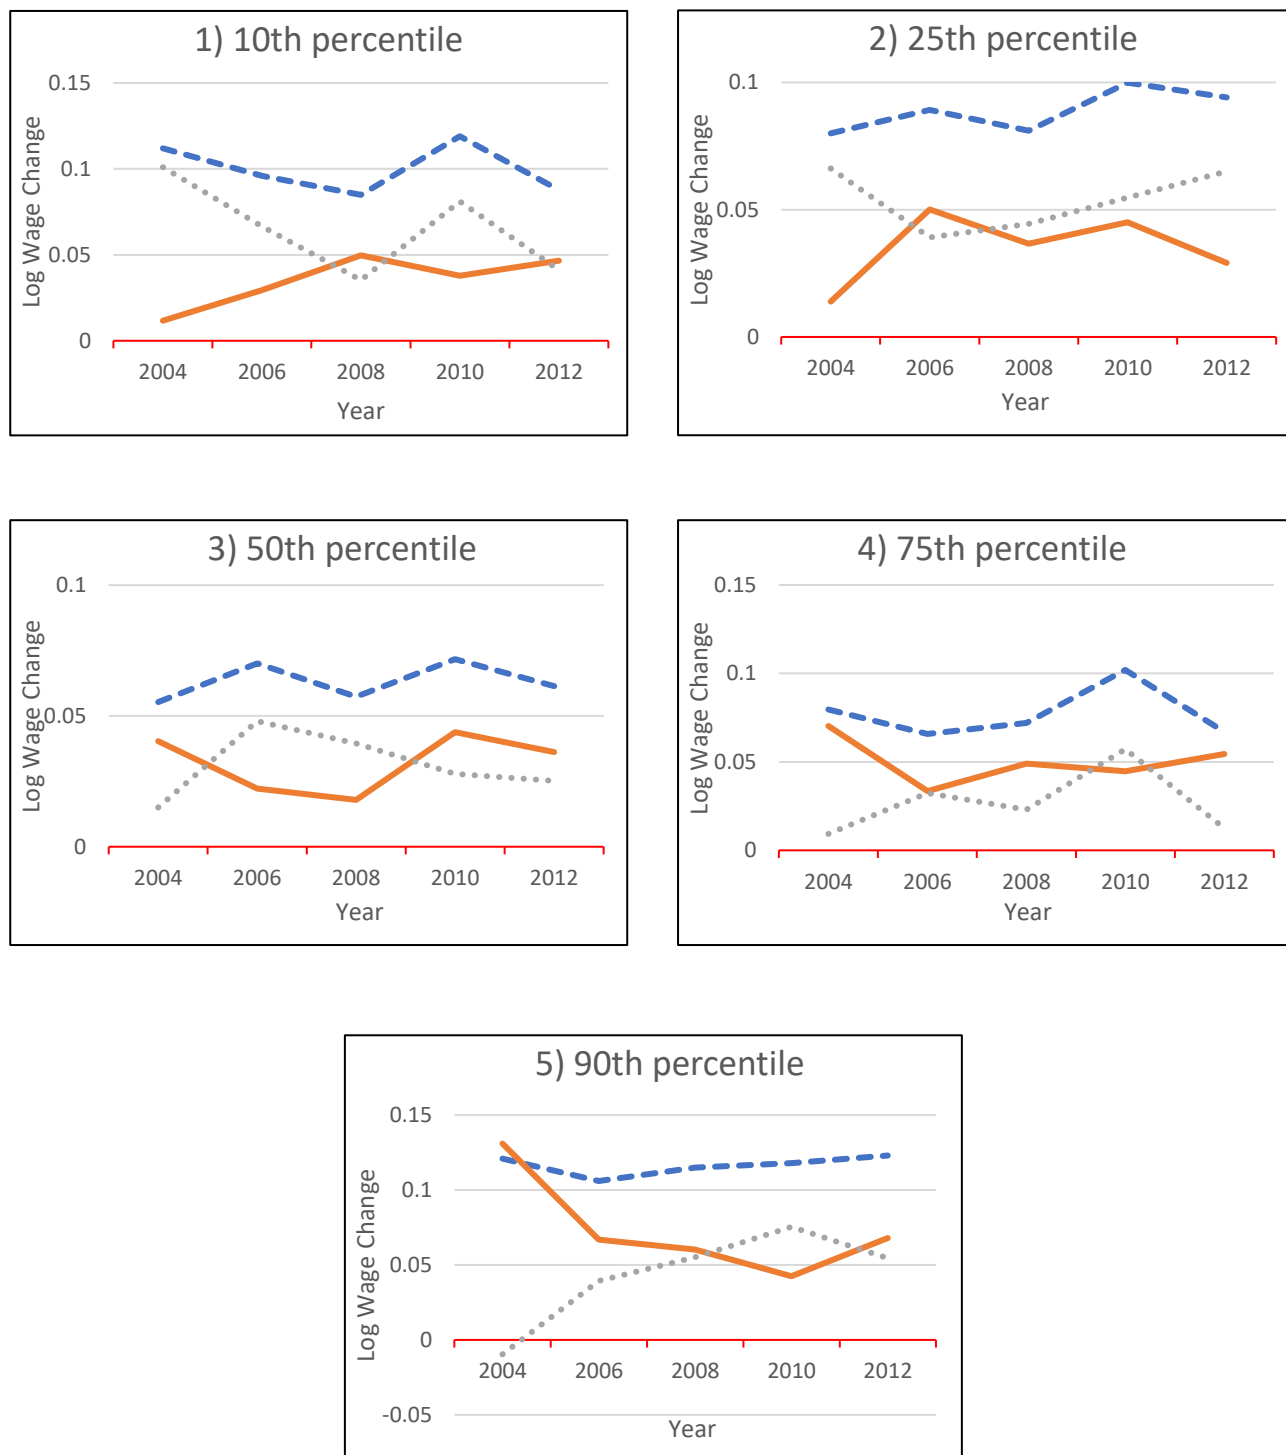 1) 10th percentile
Log Wage Change
0.15
0.1
0.05
0
2004 2006 2008 2010 2012
Year
2) 25th percentile
Log Wage Change
0.1
0.05
0
2004 2006 2008 2010 2012
Year
3) 50th percentile
Log Wage Change
0.1
0.05
0
2004 2006 2008 2010 2012
Year
4) 75th percentile
Log Wage Change
0.15
0.1
0.05
0
2004 2006 2008 2010 2012
Year
5) 90th percentile
Log Wage Change
0.15
0.1
0.05
0
-0.05
2004 2006 2008 2010 2012
Year